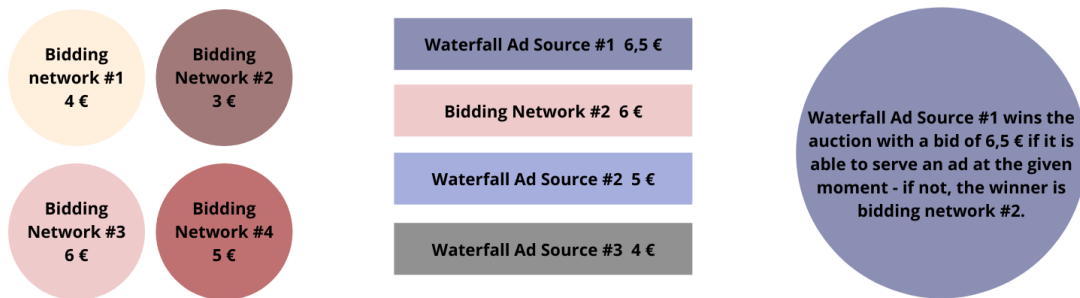 Bidding
network #1
4 €
Bidding
Network #2
3 €
Bidding
Network #3
6 €
Bidding
Network #4
5 €
Waterfall Ad Source #1 6,5 €
Bidding Network #2 6 €
Waterfall Ad Source #2 5 €
Waterfall Ad Source #3 4 €
Waterfall Ad Source #1 wins the
auction with a bid of 6,5 € if it is
able to serve an ad at the given
moment - if not, the winner is
bidding network #2.